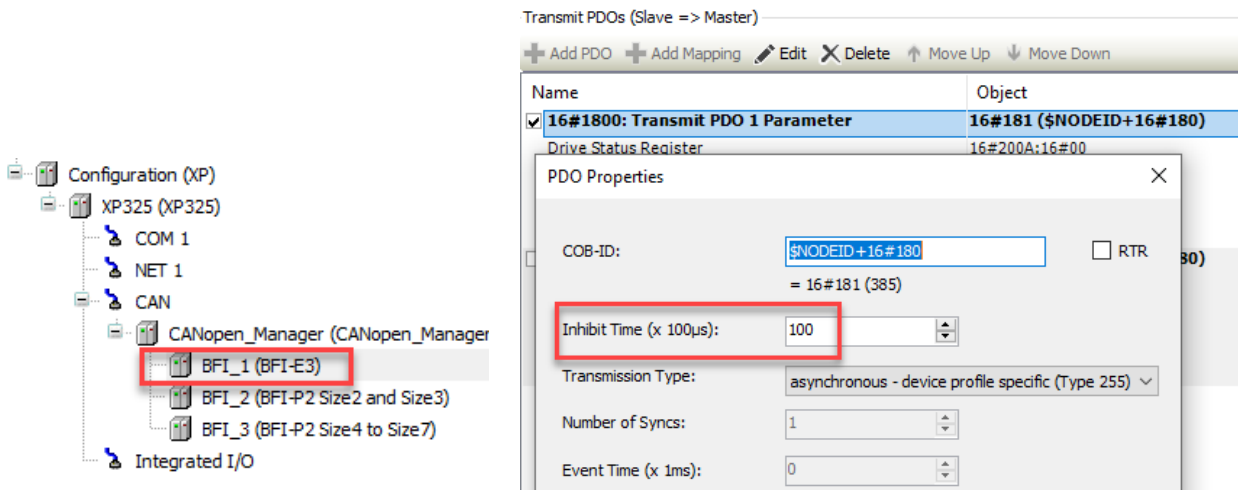 Configuration (XP)
XP325 (XP325)
COM 1
NET 1
CAN
CANopen_Manager (CANopen_Manager
BFI_1 (BFI-E3)
BFI_2 (BFI-P2 Size2 and Size3)
BFI_3 (BFI-P2 Size4 to Size7)
Integrated I/O
Transmit PDOs (Slave => Master)
Add PDO Add Mapping Edit Delete Move Up Move Down
Name Object
16#1800: Transmit PDO 1 Parameter 16#181 ($NODEID+16#180)
Drive Status Register 16#200A:16#00
PDO Properties
COB-ID: $NODEID+16#180 RTR 80)
= 16#181 (385)
Inhibit Time (x 100µs): 100
Transmission Type: asynchronous - device profile specific (Type 255)
Number of Syncs: 1
Event Time (x 1ms): 0